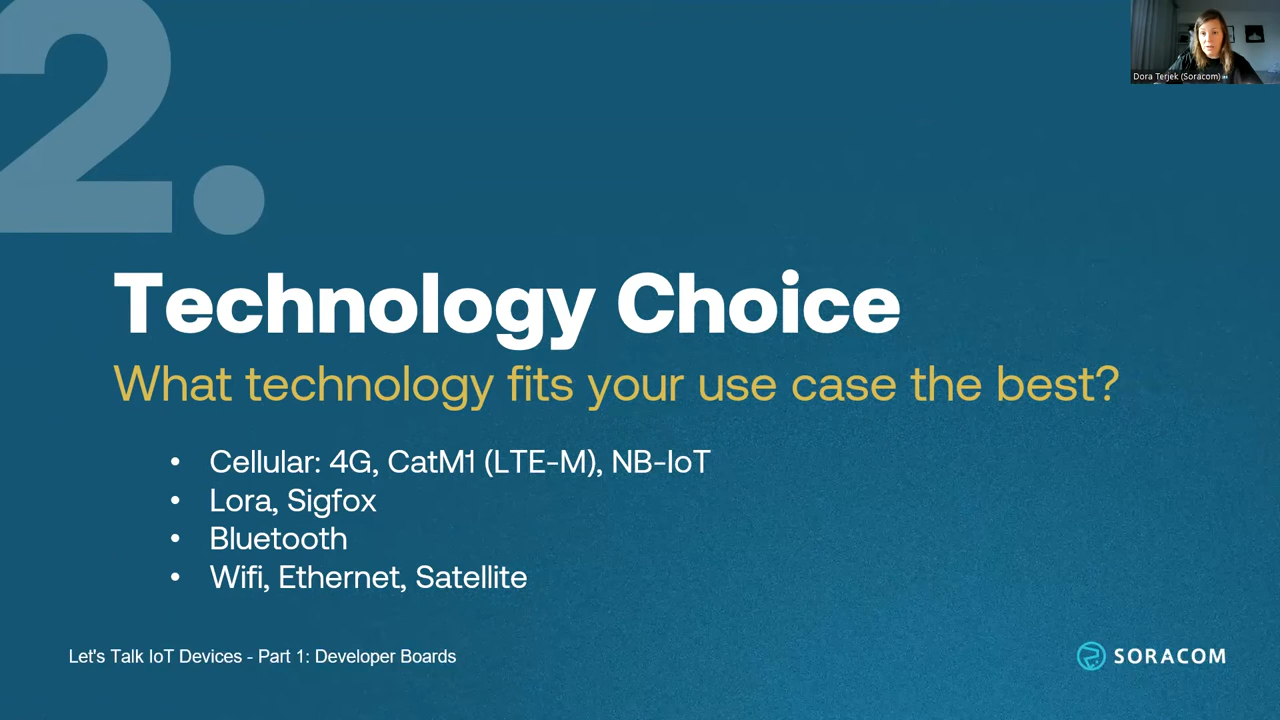 2.
Dora Terjek (Soracom)
Technology Choice
What technology fits your use case the best?
• Cellular: 4G, CatM1 (LTE-M), NB-IoT
• Lora, Sigfox
• Bluetooth
• Wifi, Ethernet, Satellite
Let's Talk IoT Devices - Part 1: Developer Boards
SORACOM